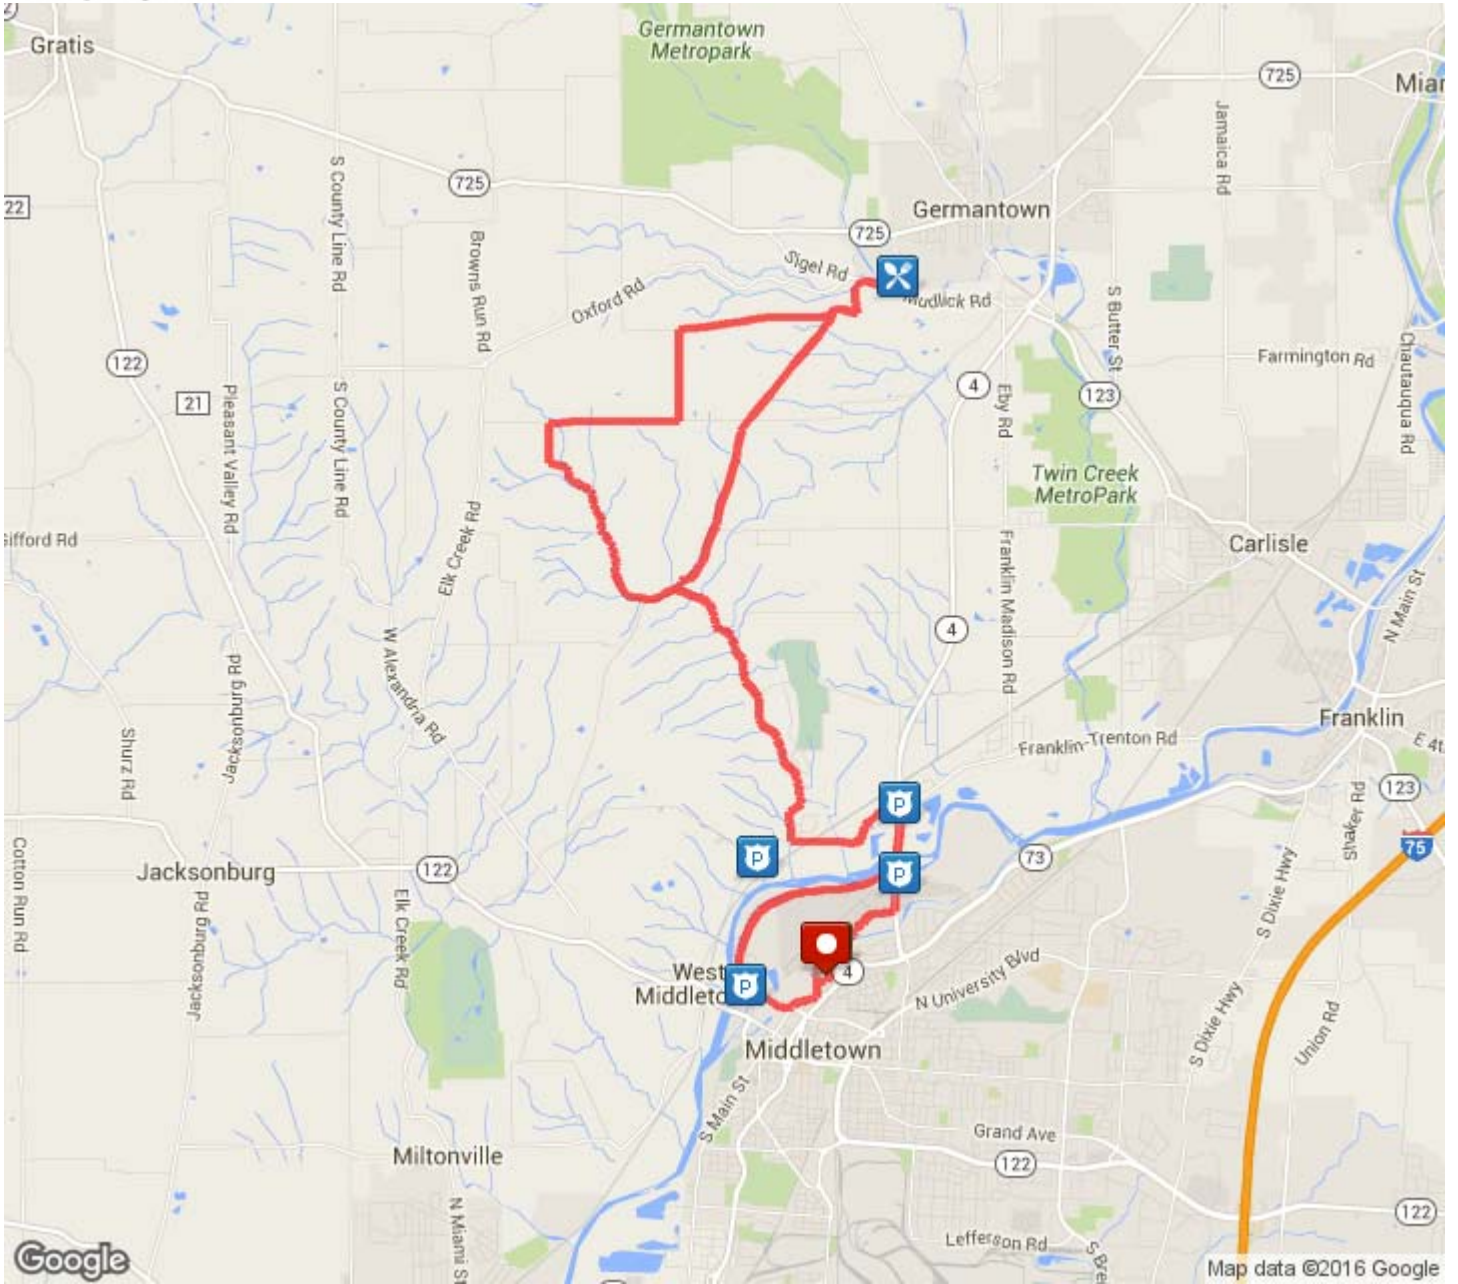 Gratis
Germantown
Metropark
725
Miar
Jamaica Rd
S County Line Rd
725
22
Germantown
725
Browns Run Rd
Sigel Rd
Mudlick Rd
Oxford Rd
S Butter St
Farmington Rd
Chautauqua Rd
122
4
123
21
Pleasant Valley Rd
S County Line Rd
Eby Rd
Twin Creek
MetroPark
Gifford Rd
Elk Creek Rd
Franklin Madison Rd
Carlisle
N Main St
4
W Alexandria Rd
Jacksonburg Rd
Franklin
Shurz Rd
Franklin-Trenton Rd
E 4t
123
Shaker Rd
P
Cotton Run Rd
Jacksonburg
122
P
P
73
75
S Dixie Hwy
Jacksonburg Rd
Elk Creek Rd
West
Middleto
P
4
N University Blvd
S Dixie Hwy
Union Rd
Middletown
S Main St
Grand Ave
122
Miltonville
N Miami St
122
Lefferson Rd
S Bre
Google
Map data ©2016 Google